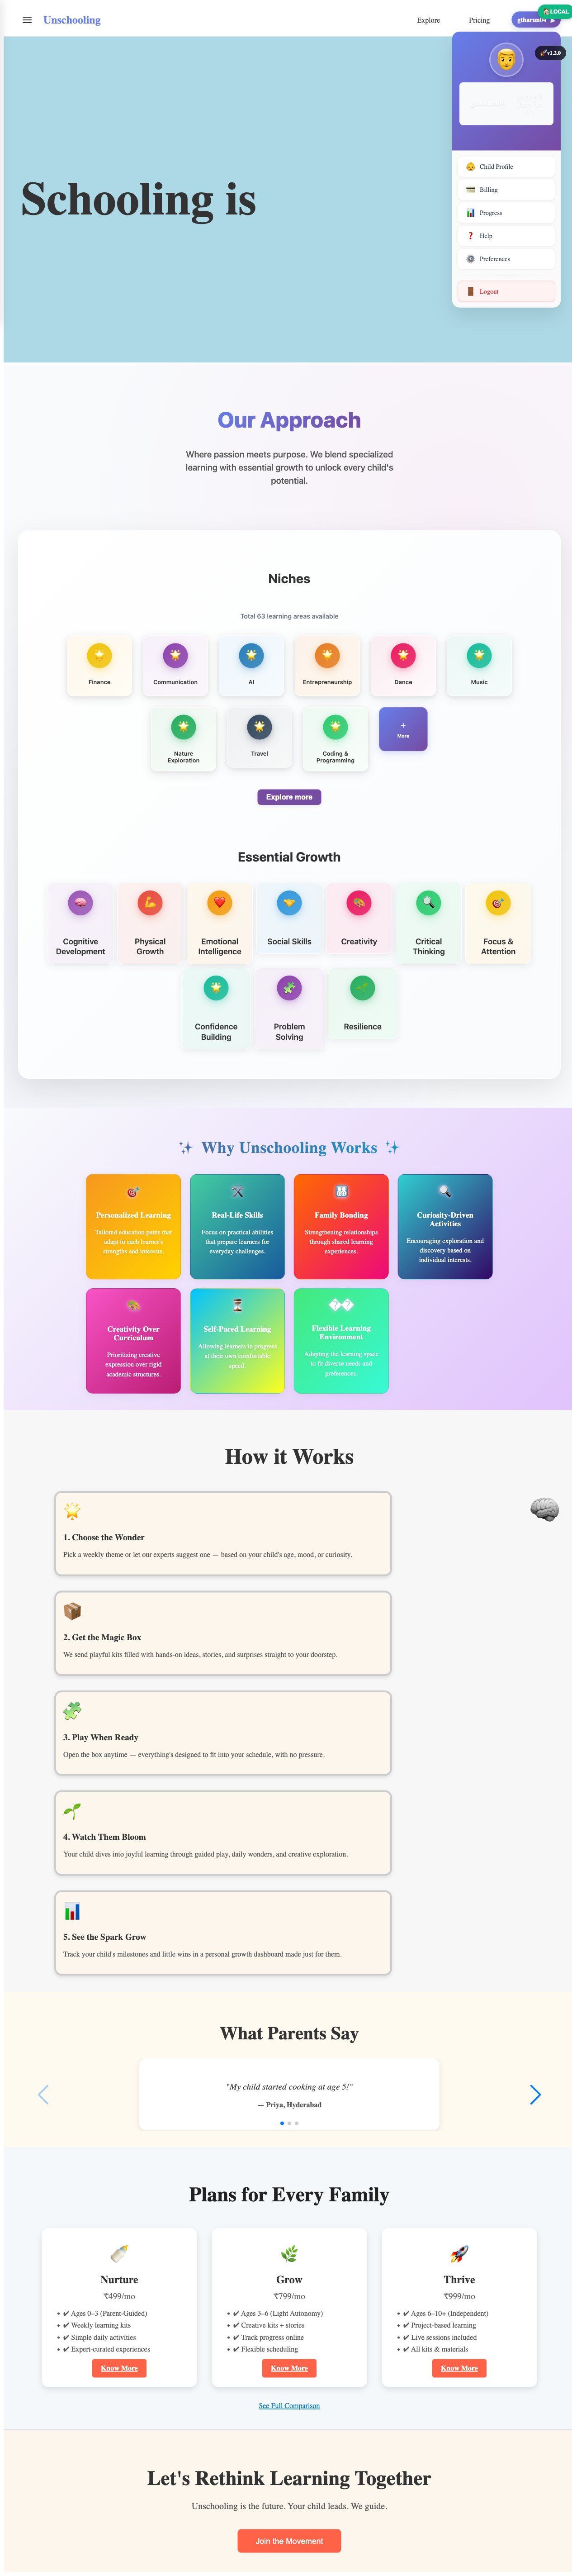 Unschooling
Explore
Pricing
LOCAL
v1.2.0
Child Profile
Billing
Progress
Help
Preferences
Logout
Schooling is
Our Approach
Where passion meets purpose. We blend specialized
learning with essential growth to unlock every child's
potential.
Niches
Total 63 learning areas available
Finance
Communication
AI
Entrepreneurship
Dance
Music
Nature
Exploration
Travel
Coding &
Programming
+
More
Explore more
Essential Growth
Cognitive
Development
Physical
Growth
Emotional
Intelligence
Social Skills
Creativity
Critical
Thinking
Focus &
Attention
Confidence
Building
Problem
Solving
Resilience
✨ Why Unschooling Works ✨
Personalized Learning
Tailored education paths that
adapt to each learner's
strengths and interests.
Real-Life Skills
Focus on practical abilities
that prepare learners for
everyday challenges.
Family Bonding
Strengthening relationships
through shared learning
experiences.
Curiosity-Driven
Activities
Encouraging exploration and
discovery based on
individual interests.
Creativity Over
Curriculum
Prioritizing creative
expression over rigid
academic structures.
Self-Paced Learning
Allowing learners to progress
at their own comfortable
speed.
��
Flexible Learning
Environment
Adapting the learning space
to fit diverse needs and
preferences.
How it Works
1. Choose the Wonder
Pick a weekly theme or let our experts suggest one — based on your child's age, mood, or curiosity.
2. Get the Magic Box
We send playful kits filled with hands-on ideas, stories, and surprises straight to your doorstep.
3. Play When Ready
Open the box anytime — everything's designed to fit into your schedule, with no pressure.
4. Watch Them Bloom
Your child dives into joyful learning through guided play, daily wonders, and creative exploration.
5. See the Spark Grow
Track your child's milestones and little wins in a personal growth dashboard made just for them.
What Parents Say
"My child started cooking at age 5!"
— Priya, Hyderabad
Plans for Every Family
Nurture
₹499/mo
• ✔ Ages 0–3 (Parent-Guided)
• ✔ Weekly learning kits
• ✔ Simple daily activities
• ✔ Expert-curated experiences
Know More
Grow
₹799/mo
• ✔ Ages 3–6 (Light Autonomy)
• ✔ Creative kits + stories
• ✔ Track progress online
• ✔ Flexible scheduling
Know More
Thrive
₹999/mo
• ✔ Ages 6–10+ (Independent)
• ✔ Project-based learning
• ✔ Live sessions included
• ✔ All kits & materials
Know More
See Full Comparison
Let's Rethink Learning Together
Unschooling is the future. Your child leads. We guide.
Join the Movement